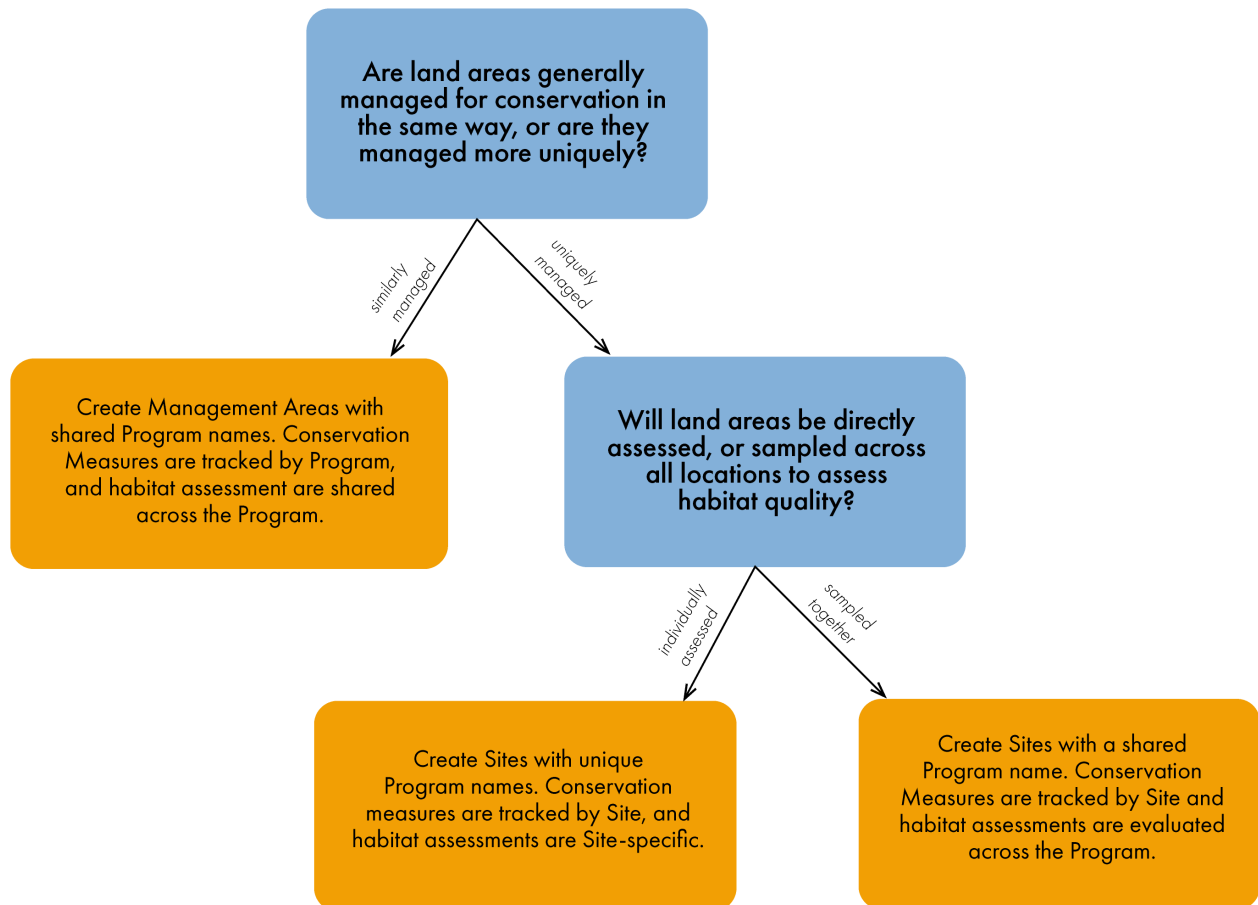 Are land areas generally
managed for conservation in
the same way, or are they
managed more uniquely?
similarly
managed
uniquely
managed
Create Management Areas with
shared Program names. Conservation
Measures are tracked by Program,
and habitat assessment are shared
across the Program.
Will land areas be directly
assessed, or sampled across
all locations to assess
habitat quality?
individually
assessed
sampled
together
Create Sites with unique
Program names. Conservation
measures are tracked by Site, and
habitat assessments are Site-specific.
Create Sites with a shared
Program name. Conservation
Measures are tracked by Site and
habitat assessments are evaluated
across the Program.